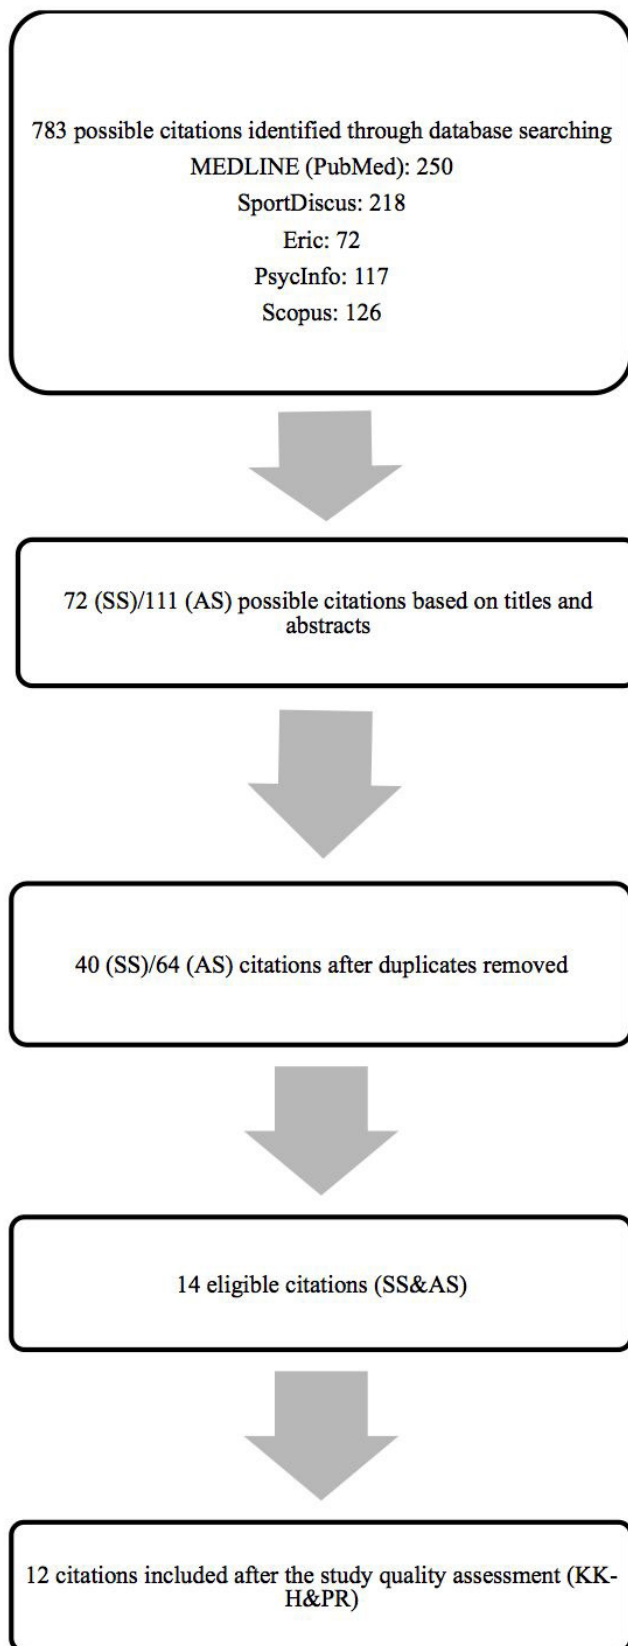 783 possible citations identified through database searching
MEDLINE (PubMed): 250
SportDiscus: 218
Eric: 72
PsycInfo: 117
Scopus: 126
72 (SS)/111 (AS) possible citations based on titles and
abstracts
40 (SS)/64 (AS) citations after duplicates removed
14 eligible citations (SS&AS)
12 citations included after the study quality assessment (KK-
H&PR)